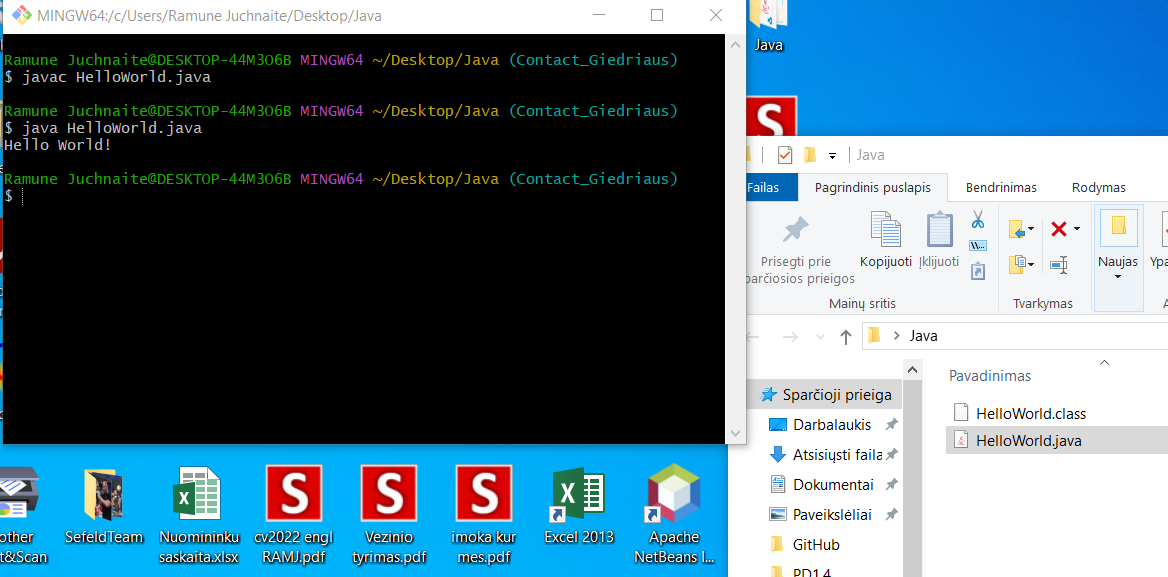 MINGW64:/c/Users/Ramune Juchnaite/Desktop/Java
Ramune Juchnaite@DESKTOP-44M3O6B MINGW64 ~/Desktop/Java (Contact_Giedriaus)
$ javac HelloWorld.java
Ramune Juchnaite@DESKTOP-44M3O6B MINGW64 ~/Desktop/Java (Contact_Giedriaus)
$ java HelloWorld.java
Hello World!
Ramune Juchnaite@DESKTOP-44M3O6B MINGW64 ~/Desktop/Java (Contact_Giedriaus)
$
Java
S
Java
Failas Pagrindinis puslapis Bendrinimas Rodymas
Prisegti prie
parčiosios prieigos
Kopijuoti
Įklijuoti
Naujas
Ypa
Mainų sritis
Tvarkymas
Java
Pavadinimas
HelloWorld.class
HelloWorld.java
Sparčioji prieiga
Darbalaukis
Atsisiųsti faila
Dokumentai
Paveikslėliai
GitHub
PD1.4
other
t&Scan
SefeldTeam
Nuomininku
saskaita.xlsx
S
cv2022 engl
RAMJ.pdf
S
Vezinio
tyrimas.pdf
S
imoka kur
mes.pdf
Excel 2013
Apache
NetBeans I...